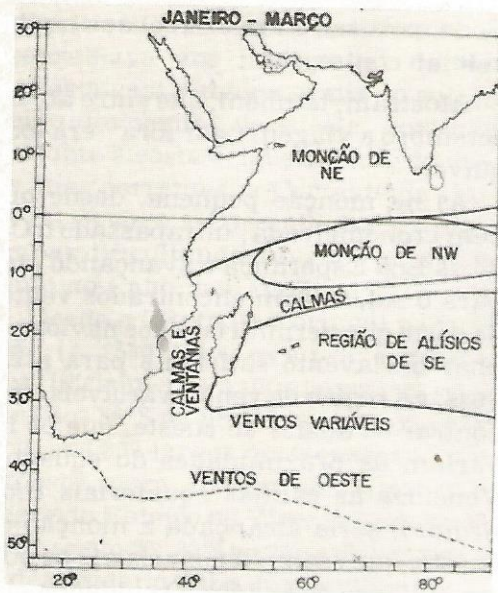 JANEIRO - MARÇO
30°
20°
10°
0°
10°
20°
30°
40°
50°
MONÇÃO DE
NE
MONÇÃO DE NW
CALMAS
REGIÃO DE ALÍSIOS
DE SE
CALMAS E
VENTANIAS
VENTOS VARIÁVEIS
VENTOS DE OESTE
20°
40°
60°
80°